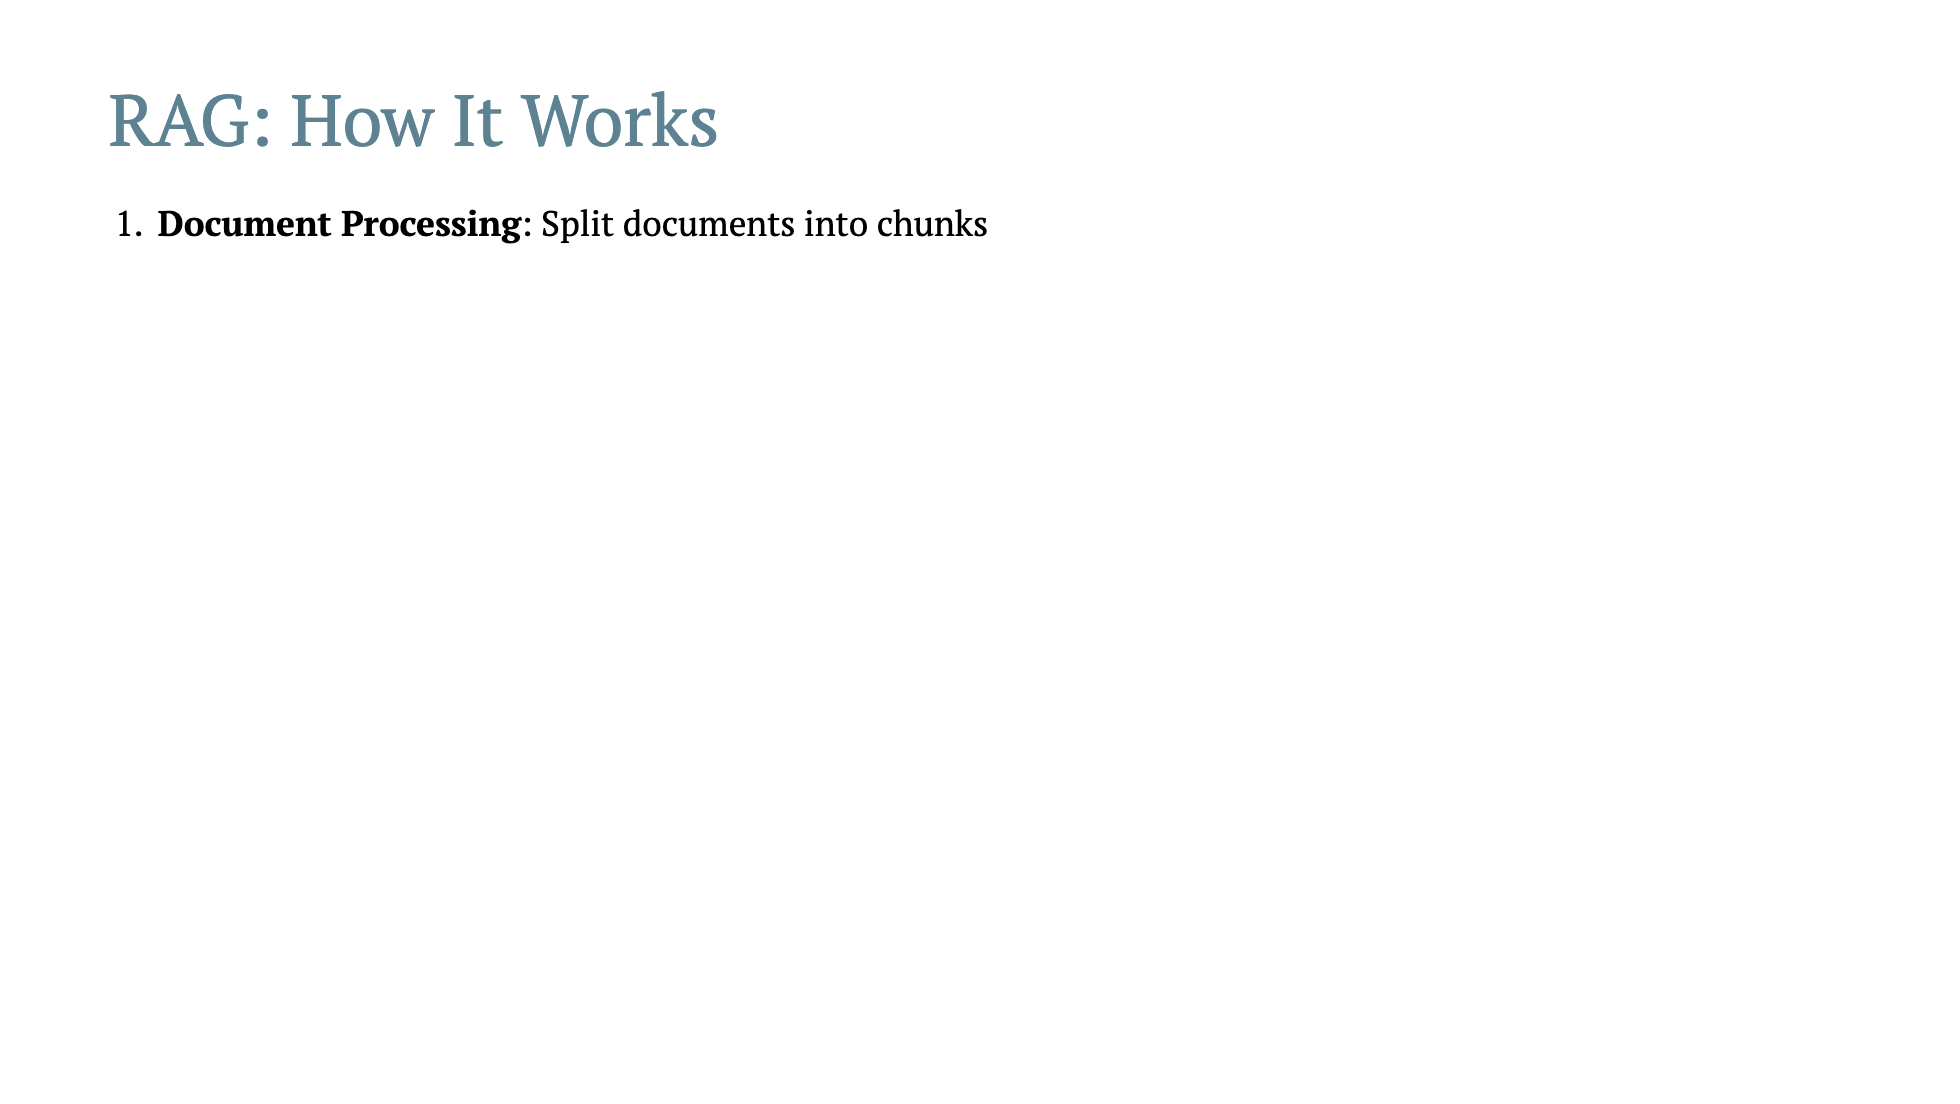 RAG: How It Works
1. Document Processing: Split documents into chunks